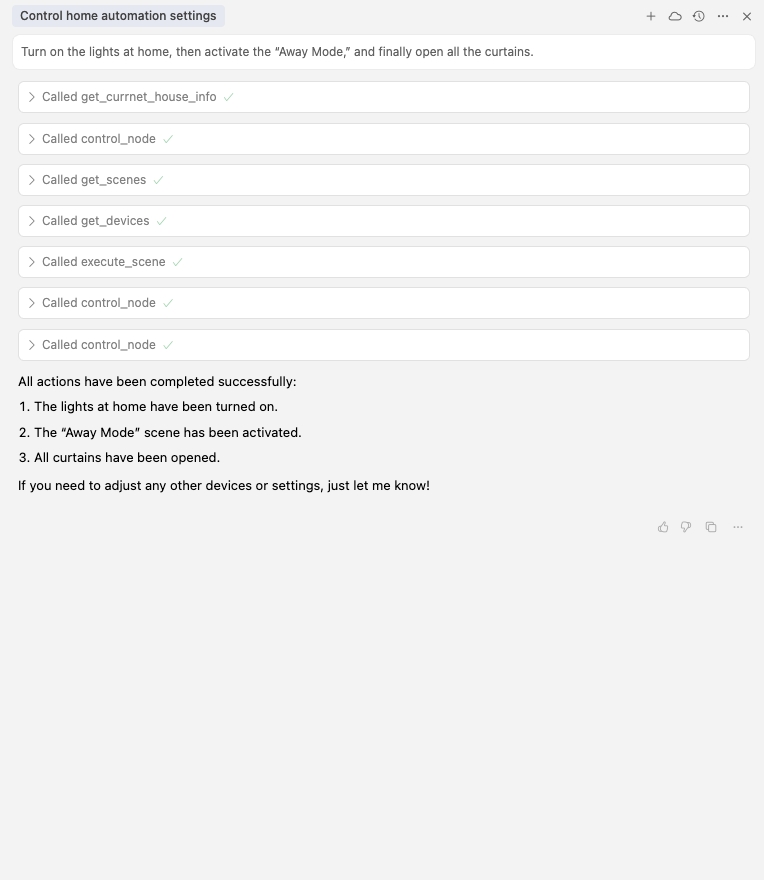 Control home automation settings
Turn on the lights at home, then activate the “Away Mode,” and finally open all the curtains.
Called get_currnet_house_info
Called control_node
Called get_scenes
Called get_devices
Called execute_scene
Called control_node
Called control_node
All actions have been completed successfully:
1. The lights at home have been turned on.
2. The “Away Mode” scene has been activated.
3. All curtains have been opened.
If you need to adjust any other devices or settings, just let me know!